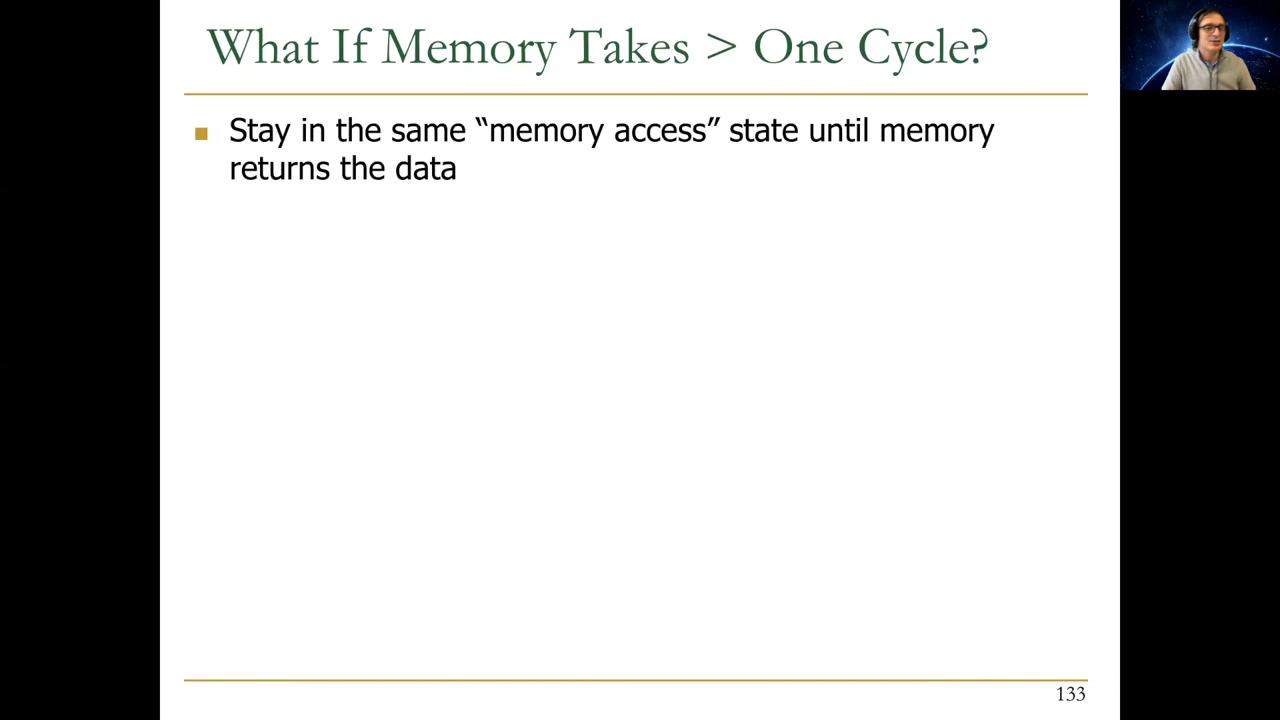 What If Memory Takes > One Cycle?
Stay in the same “memory access” state until memory
returns the data
133